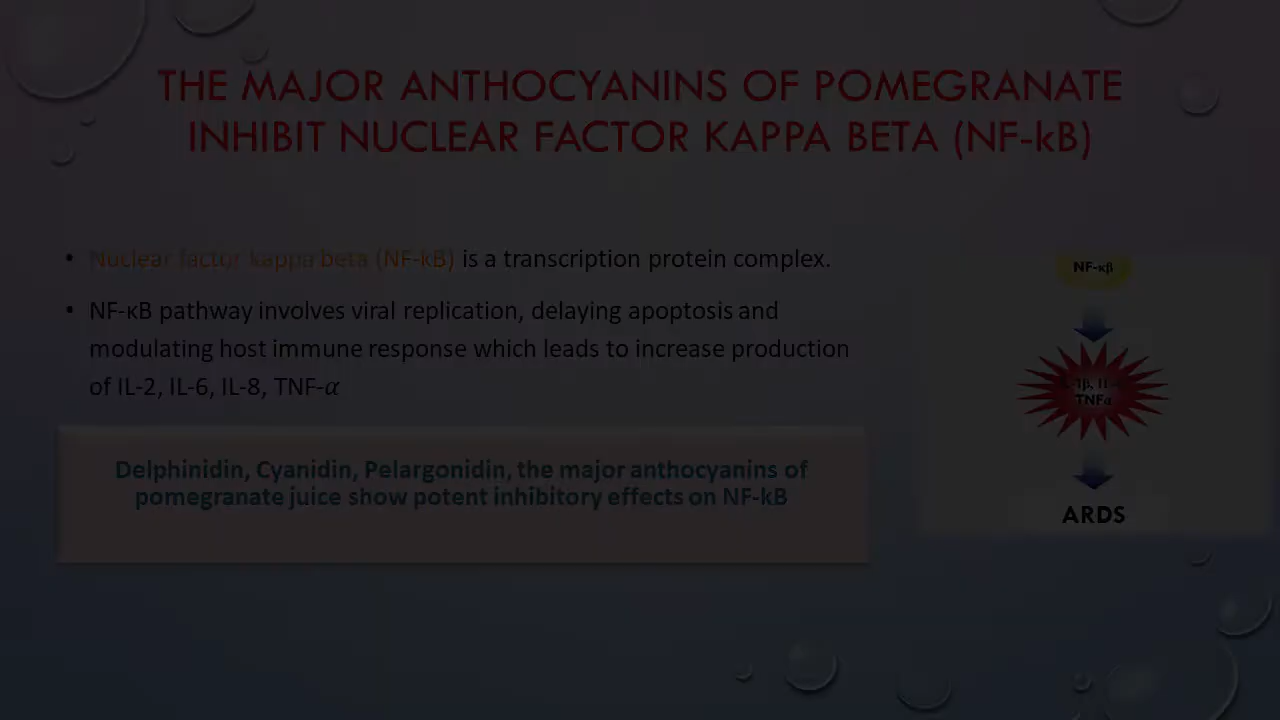 THE MAJOR ANTHOCYANINS OF POMEGRANATE
INHIBIT NUCLEAR FACTOR KAPPA BETA (NF-kB)
• Nuclear factor kappa beta (NF-kB) is a transcription protein complex.
• NF-κB pathway involves viral replication, delaying apoptosis and
modulating host immune response which leads to increase production
of IL-2, IL-6, IL-8, TNF-α
Delphinidin, Cyanidin, Pelargonidin, the major anthocyanins of
pomegranate juice show potent inhibitory effects on NF-kB
NF-κβ
TNFα
ARDS